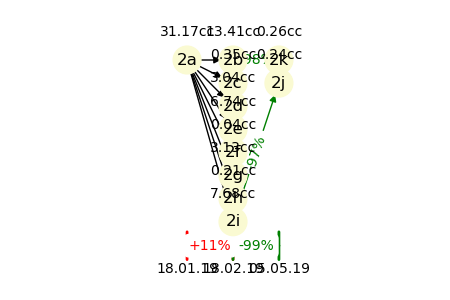 31.17cc 13.41cc 0.26cc
0.35cc 0.24cc
2a 2b 2k
3.04cc
2c 2j
6.74cc
2d
0.04cc
2e
3.13cc
2f -97%
0.21cc
2g
7.68cc
2h
2i
+11% -99%
18.01.19 18.02.19 05.05.19